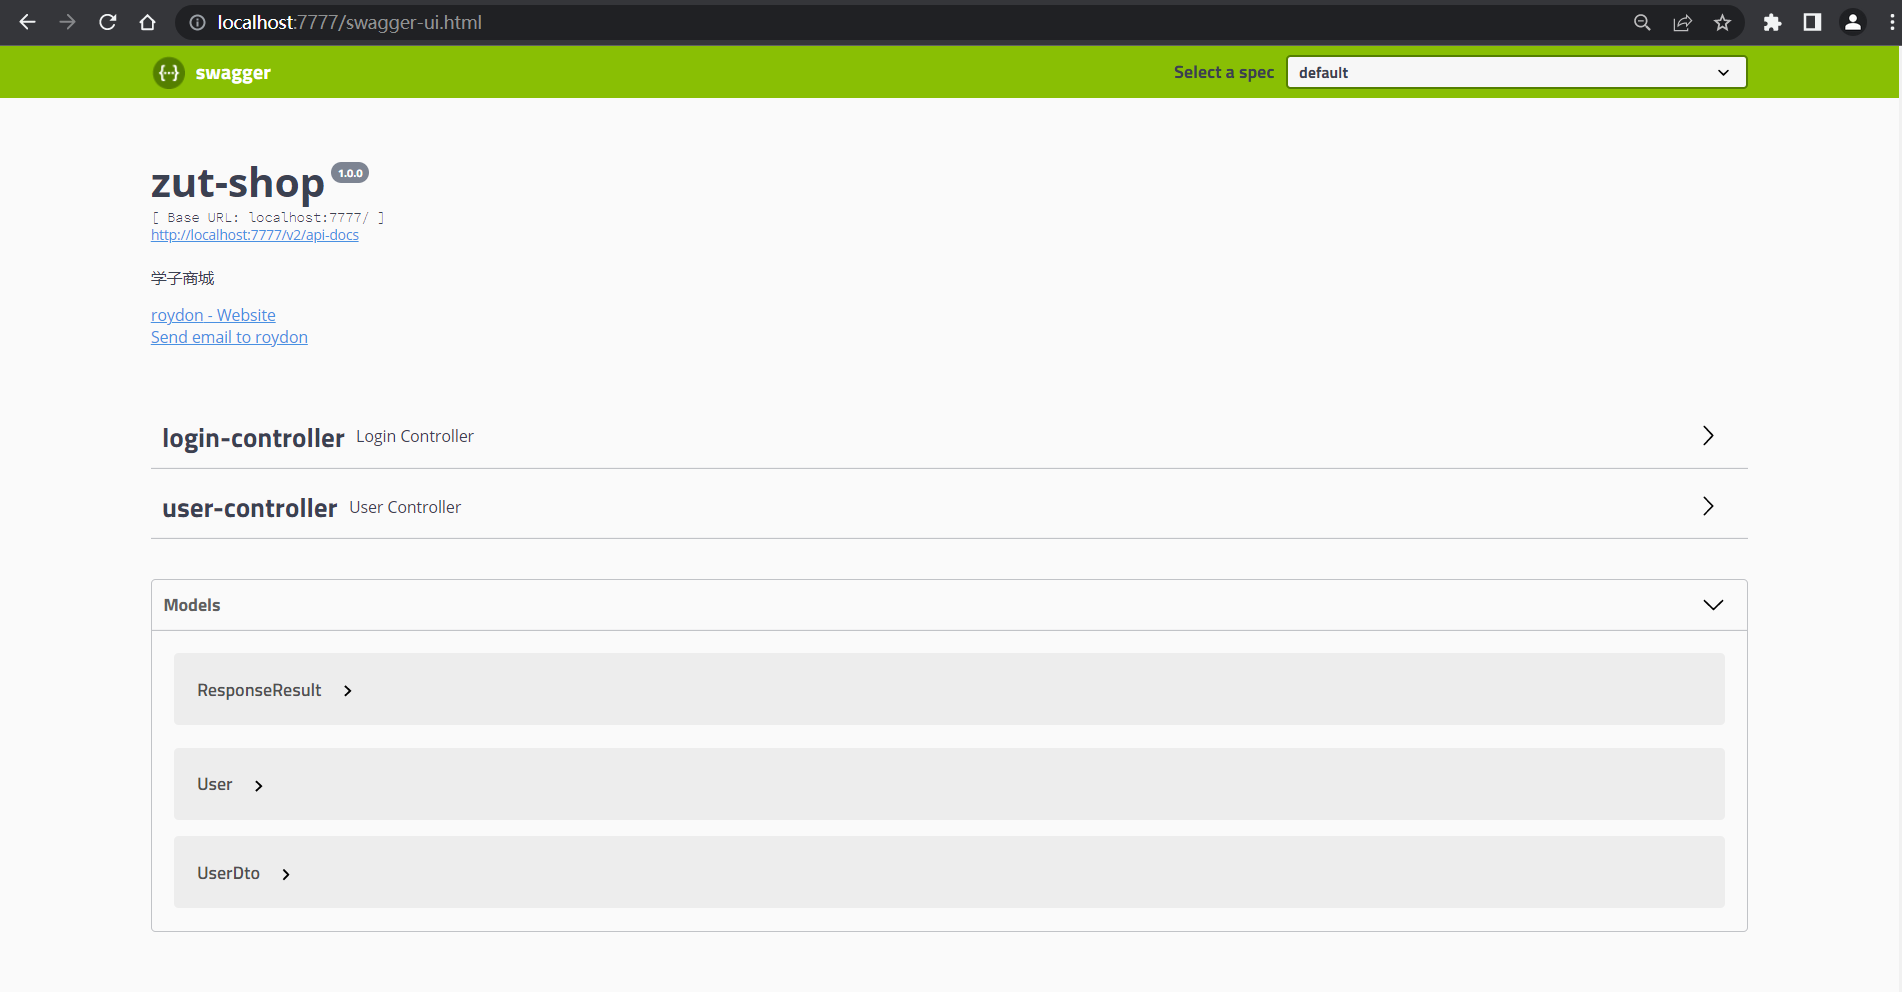 localhost:7777/swagger-ui.html
swagger
Select a spec
default
zut-shop 1.0.0
[ Base URL: localhost:7777/ ]
http://localhost:7777/v2/api-docs
学子商城
roydon - Website
Send email to roydon
login-controller Login Controller
user-controller User Controller
Models
ResponseResult
User
UserDto